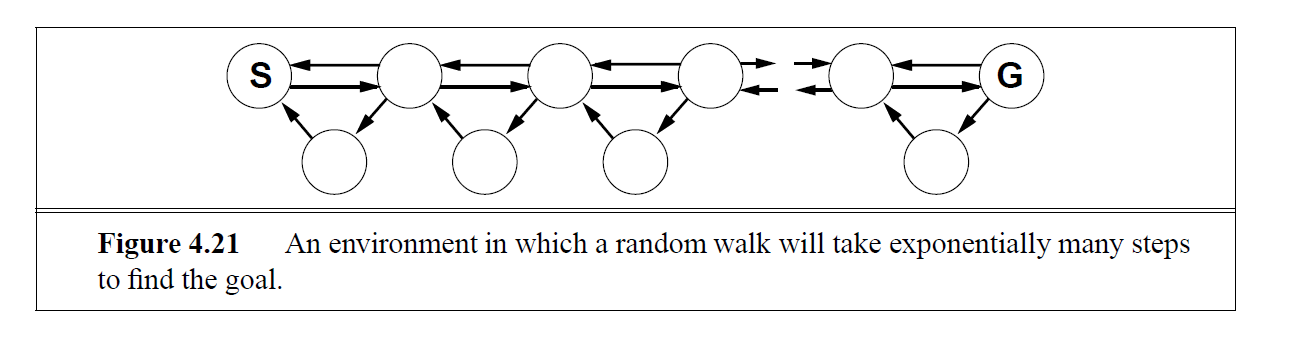 S G
Figure 4.21 An environment in which a random walk will take exponentially many steps
to find the goal.